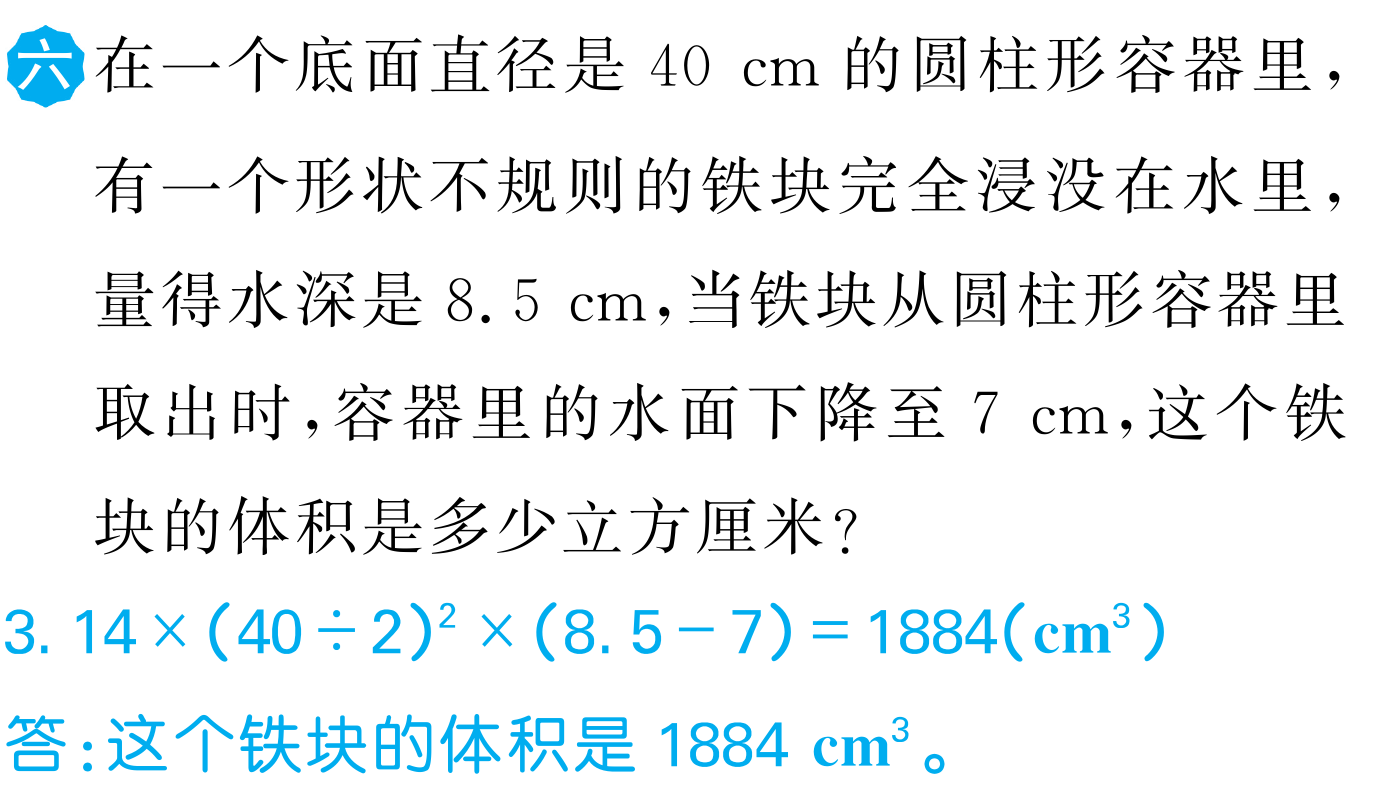 六 在一个底面直径是 40 cm 的圆柱形容器里，
有一个形状不规则的铁块完全浸没在水里，
量得水深是 8.5 cm，当铁块从圆柱形容器里
取出时，容器里的水面下降至 7 cm，这个铁
块的体积是多少立方厘米？
3.14×(40÷2)²×(8.5－7)＝1884(cm³)
答：这个铁块的体积是 1884 cm³。